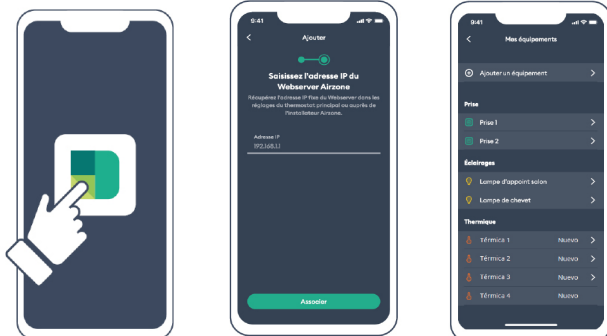 9:41
Ajouter
Saisissez l'adresse IP du
Webserver Airzone
Récupérez l'adresse IP fixe du Webserver dans les
réglages du thermostat principal ou auprès de
l'installateur Airzone.
Adresse IP
192.168.1.1
Associer
9:41
Mes équipements
Ajouter un équipement
Prise
Prise 1
Prise 2
Éclairages
Lampe d'appoint salon
Lampe de chevet
Thermique
Térmica 1 Nuevo
Térmica 2 Nuevo
Térmica 3 Nuevo
Térmica 4 Nuevo